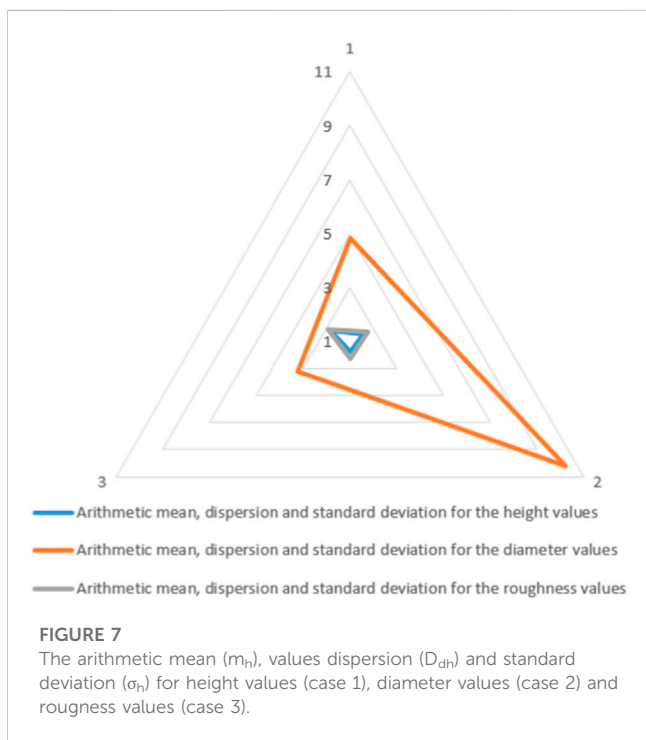 1
11
9
7
5
3
1
3
2
Arithmetic mean, dispersion and standard deviation for the height values
Arithmetic mean, dispersion and standard deviation for the diameter values
Arithmetic mean, dispersion and standard deviation for the roughness values
FIGURE 7
The arithmetic mean (mₕ), values dispersion (D_dh) and standard
deviation (σₕ) for height values (case 1), diameter values (case 2) and
rougness values (case 3).